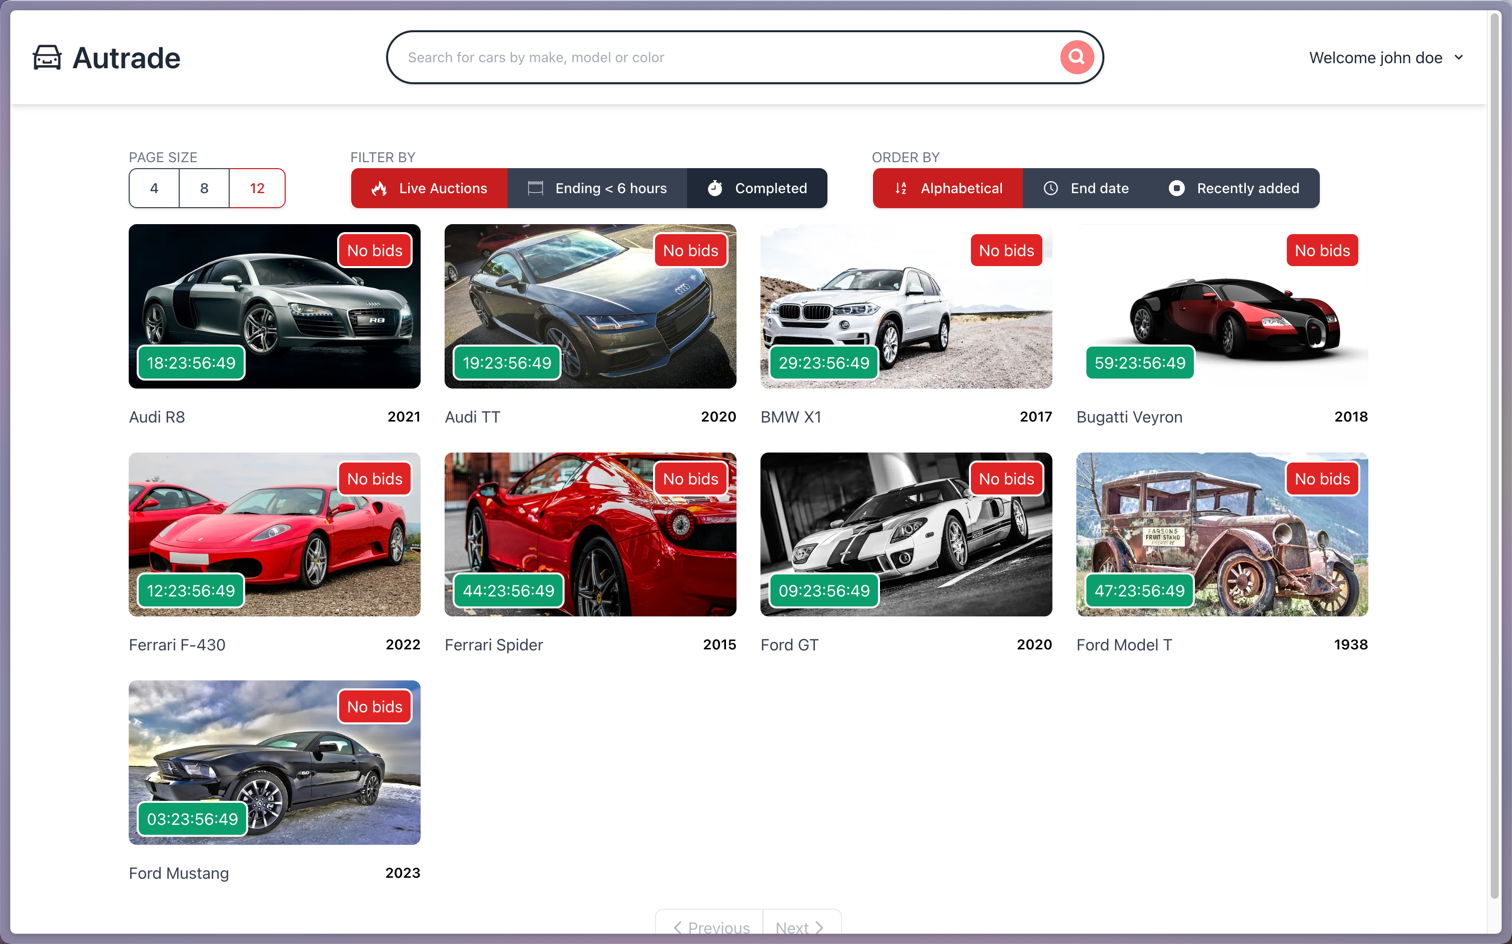 Autrade
Search for cars by make, model or color
Welcome john doe
PAGE SIZE
4 8 12
FILTER BY
Live Auctions Ending < 6 hours Completed
ORDER BY
Alphabetical End date Recently added
No bids
R8
18:23:56:49
Audi R8 2021
No bids
19:23:56:49
Audi TT 2020
No bids
29:23:56:49
BMW X1 2017
No bids
59:23:56:49
Bugatti Veyron 2018
No bids
12:23:56:49
Ferrari F-430 2022
No bids
44:23:56:49
Ferrari Spider 2015
No bids
09:23:56:49
Ford GT 2020
No bids
FRUIT STAND
47:23:56:49
Ford Model T 1938
No bids
5.0
03:23:56:49
Ford Mustang 2023
Previous Next